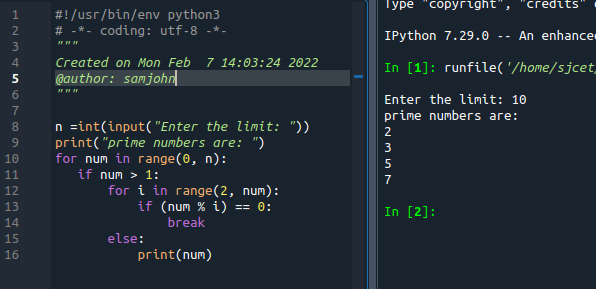 1 #!/usr/bin/env python3
2 # -*- coding: utf-8 -*-
3 """
4 Created on Mon Feb  7 14:03:24 2022
5 @author: samjohn
6 """
7
8 n =int(input("Enter the limit: "))
9 print("prime numbers are: ")
10 for num in range(0, n):
11    if num > 1:
12        for i in range(2, num):
13            if (num % i) == 0:
14                break
15        else:
16            print(num)
Type "copyright", "credits"
IPython 7.29.0 -- An enhanced
In [1]: runfile('/home/sjcet/
Enter the limit: 10
prime numbers are:
2
3
5
7
In [2]: